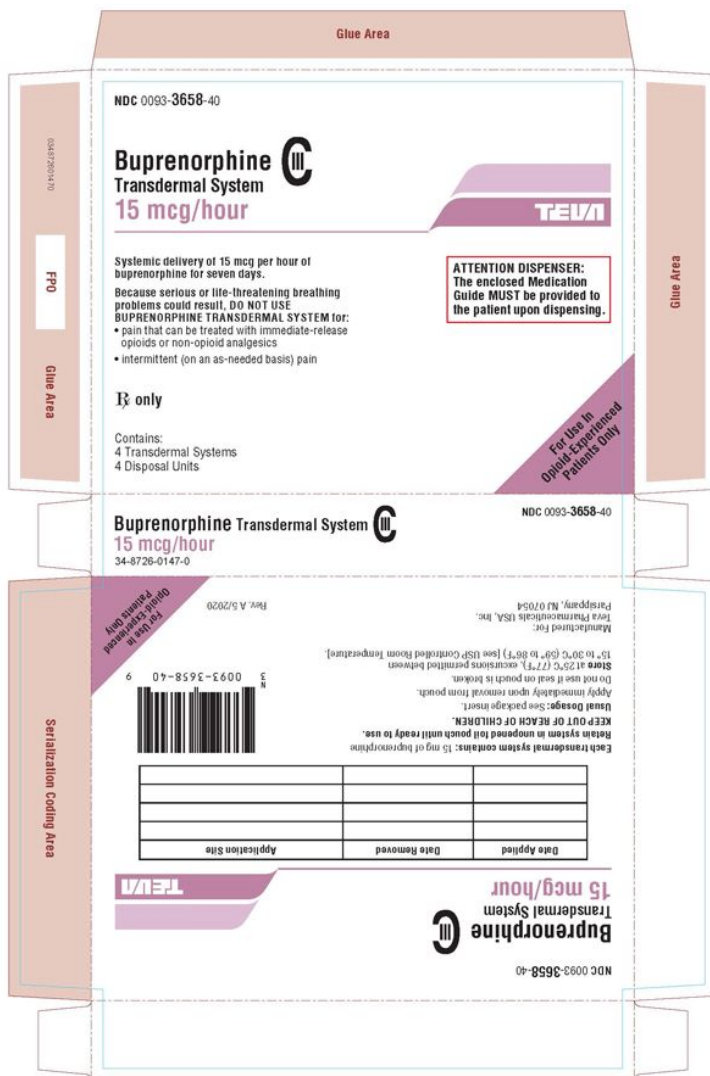 Glue Area
NDC 0093-3658-40
Buprenorphine CIII
Transdermal System
15 mcg/hour
TEVA
Systemic delivery of 15 mcg per hour of
buprenorphine for seven days.
Because serious or life-threatening breathing
problems could result, DO NOT USE
BUPRENORPHINE TRANSDERMAL SYSTEM for:
• pain that can be treated with immediate-release
opioids or non-opioid analgesics
• intermittent (on an as-needed basis) pain
ATTENTION DISPENSER:
The enclosed Medication
Guide MUST be provided to
the patient upon dispensing.
Rx only
Contains:
4 Transdermal Systems
4 Disposal Units
For Use In
Opioid-Experienced
Patients Only
034872601470
FPO
Glue Area
Glue Area
Buprenorphine Transdermal System CIII
15 mcg/hour
34-8726-0147-0
NDC 0093-3658-40
Serialization Coding Area
NDC 0093-3658-40
Buprenorphine CIII
Transdermal System
15 mcg/hour
TEVA
Date Applied Date Removed Application Site
Each transdermal system contains: 15 mg of buprenorphine
Retain system in unopened foil pouch until ready to use.
KEEP OUT OF REACH OF CHILDREN.
Usual Dosage: See package insert.
Apply immediately upon removal from pouch.
Do not use if seal on pouch is broken.
Store at 25°C (77°F), excursions permitted between
15° to 30°C (59° to 86°F) [see USP Controlled Room Temperature].
Manufactured For:
Teva Pharmaceuticals USA, Inc.
Parsippany, NJ 07054
Rev. A 5/2020
N
3 0093-3658-40 9
For Use In
Opioid-Experienced
Patients Only